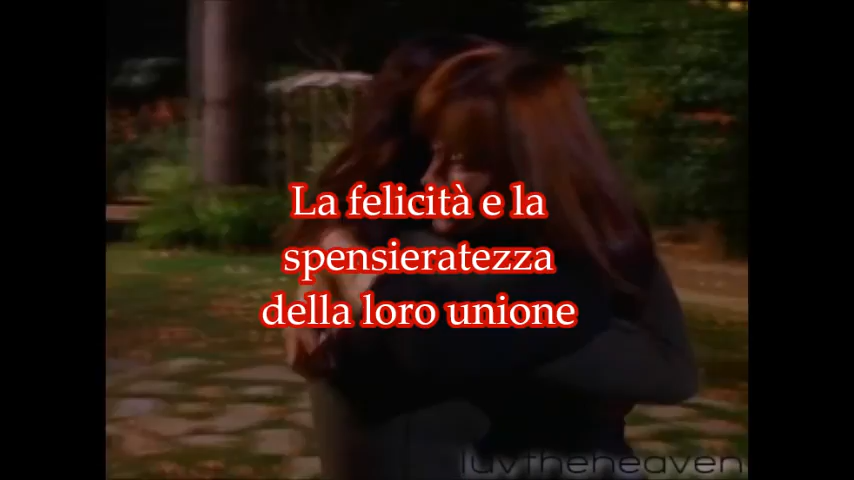 La felicità e la
spensieratezza
della loro unione
luvtheheaven